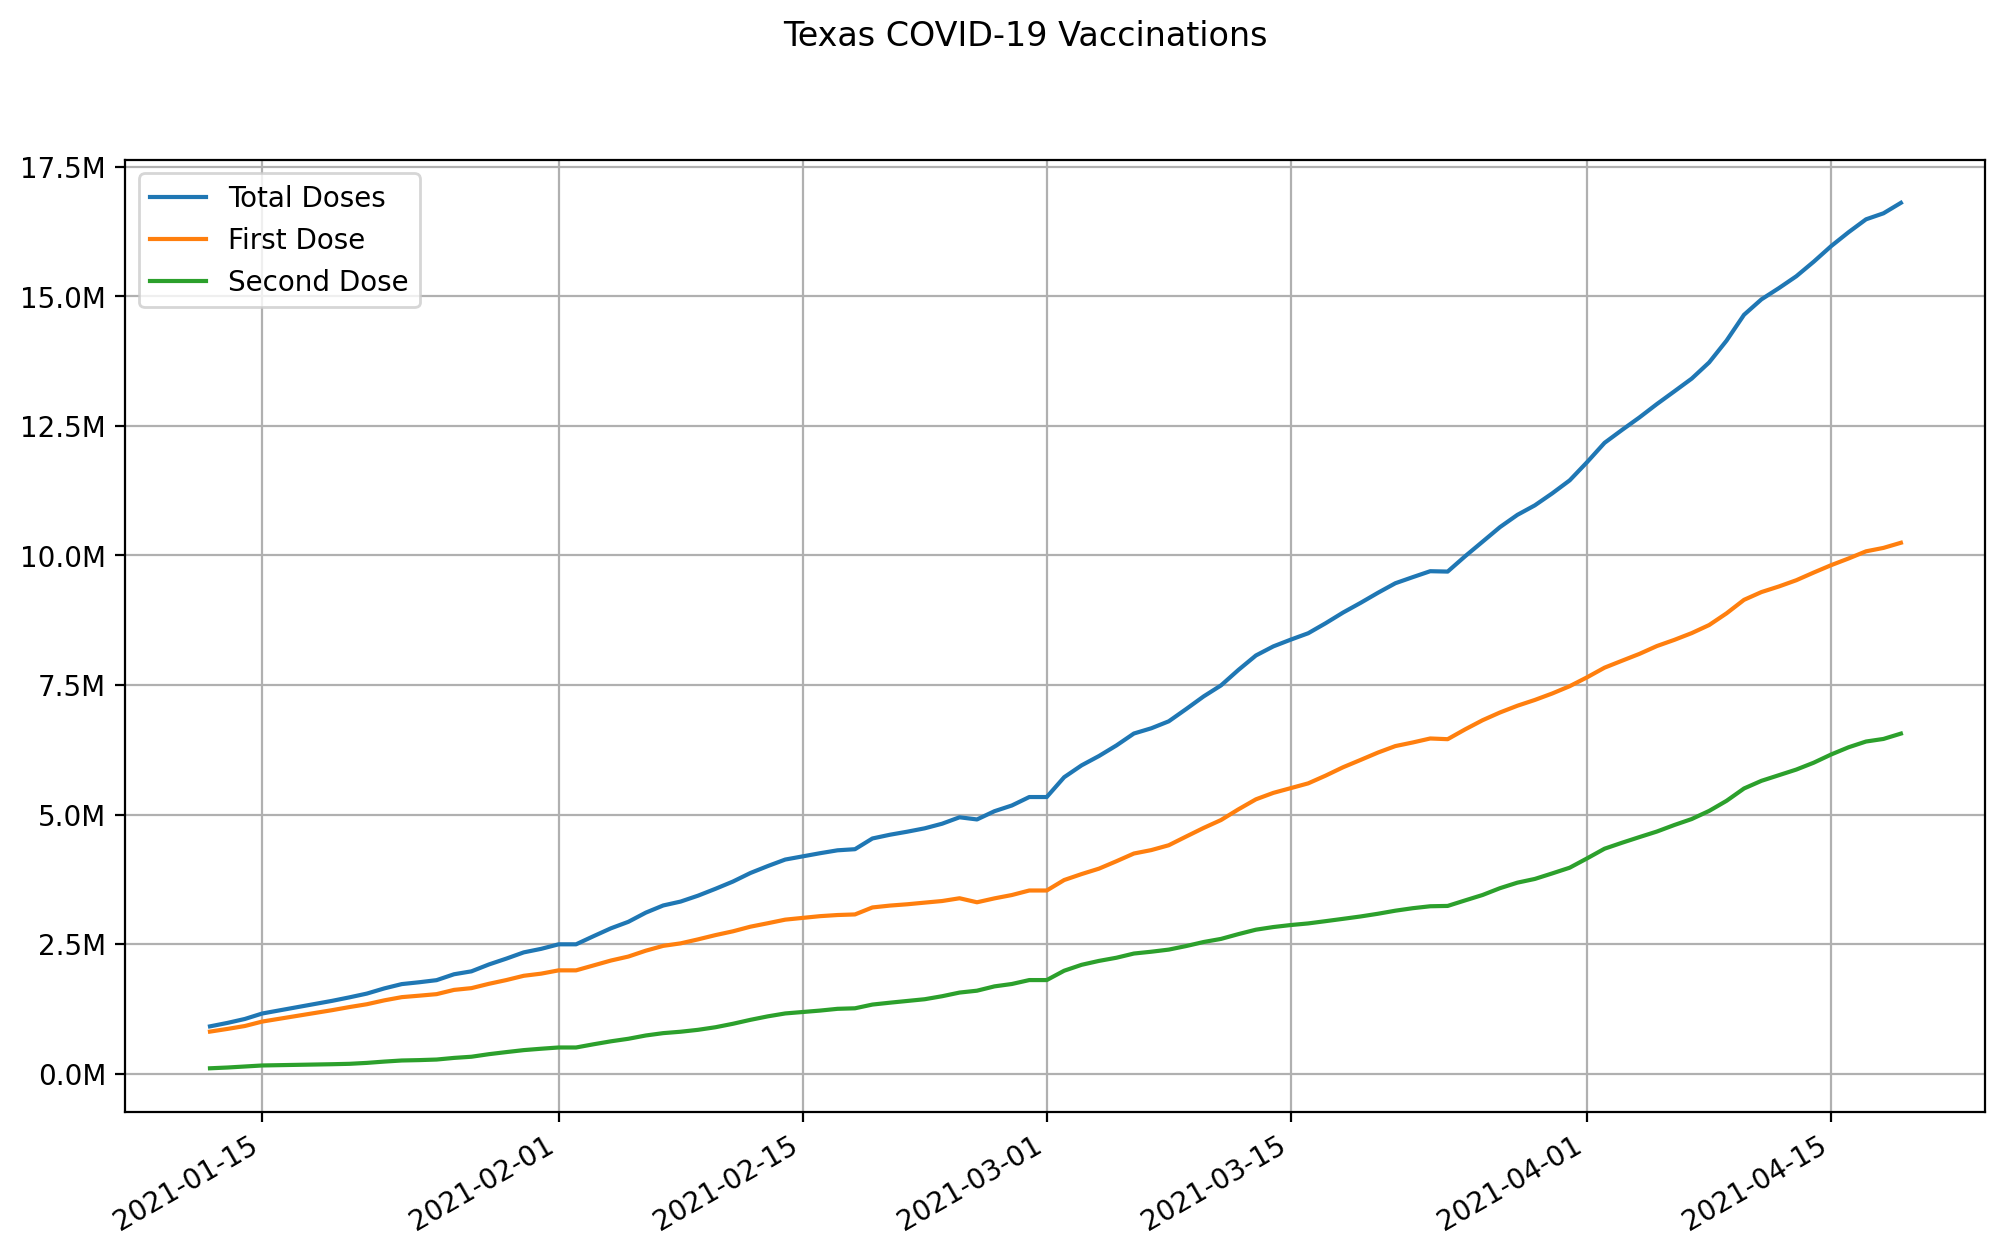 Texas COVID-19 Vaccinations
17.5M
15.0M
12.5M
10.0M
7.5M
5.0M
2.5M
0.0M
Total Doses
First Dose
Second Dose
2021-01-15
2021-02-01
2021-02-15
2021-03-01
2021-03-15
2021-04-01
2021-04-15